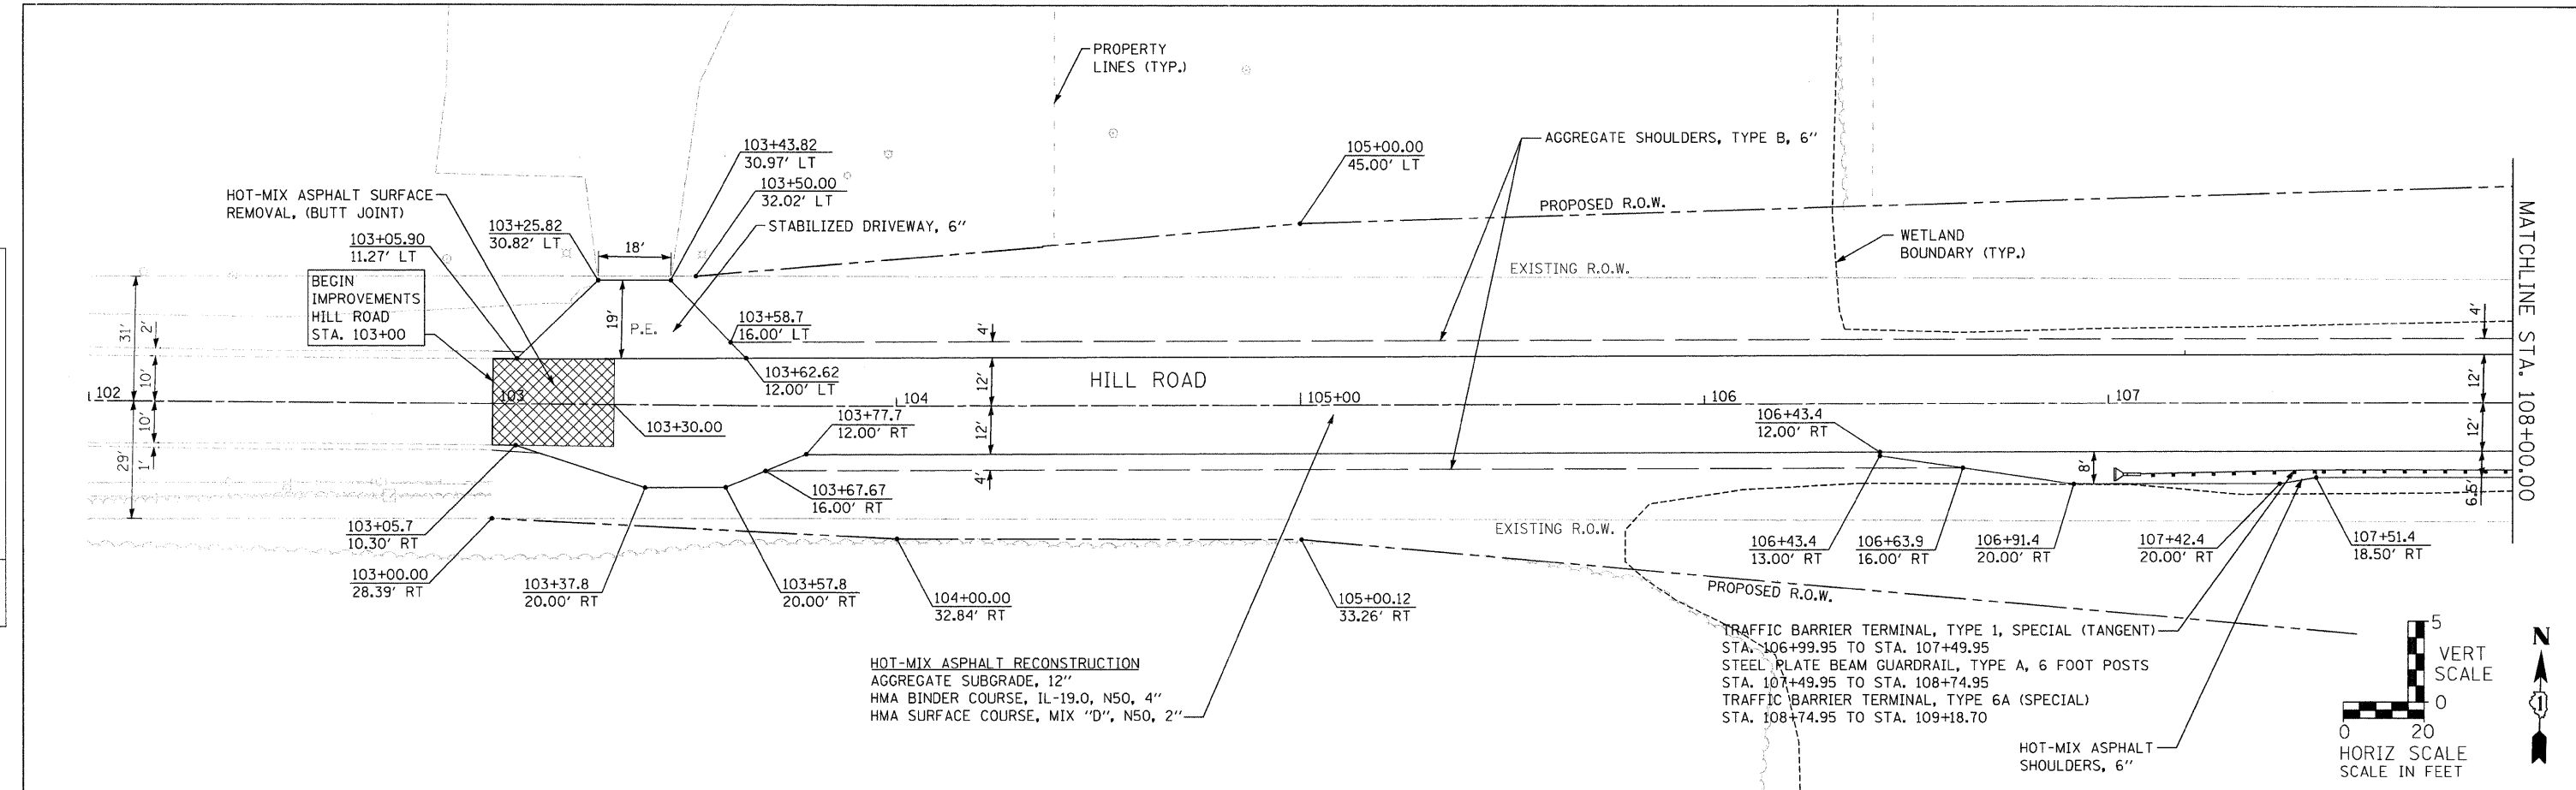 PROPERTY
LINES (TYP.)
103+43.82
30.97' LT
103+50.00
32.02' LT
STABILIZED DRIVEWAY, 6"
105+00.00
45.00' LT
AGGREGATE SHOULDERS, TYPE B, 6"
HOT-MIX ASPHALT SURFACE
REMOVAL, (BUTT JOINT)
103+25.82
30.82' LT
18'
103+05.90
11.27' LT
BEGIN
IMPROVEMENTS
HILL ROAD
STA. 103+00
PROPOSED R.O.W.
WETLAND
BOUNDARY (TYP.)
EXISTING R.O.W.
MATCHLINE STA. 108+00.00
31'
2'
10'
10'
1'
29'
19'
P.E.
103+58.7
16.00' LT
103+62.62
12.00' LT
4'
12'
12'
4'
HILL ROAD
4'
12'
12'
6.5'
8'
102
103
104
105+00
106
107
103+30.00
103+77.7
12.00' RT
103+67.67
16.00' RT
106+43.4
12.00' RT
103+05.7
10.30' RT
103+00.00
28.39' RT
103+37.8
20.00' RT
103+57.8
20.00' RT
104+00.00
32.84' RT
105+00.12
33.26' RT
EXISTING R.O.W.
PROPOSED R.O.W.
106+43.4
13.00' RT
106+63.9
16.00' RT
106+91.4
20.00' RT
107+42.4
20.00' RT
107+51.4
18.50' RT
HOT-MIX ASPHALT RECONSTRUCTION
AGGREGATE SUBGRADE, 12"
HMA BINDER COURSE, IL-19.0, N50, 4"
HMA SURFACE COURSE, MIX "D", N50, 2"
TRAFFIC BARRIER TERMINAL, TYPE 1, SPECIAL (TANGENT)
STA. 106+99.95 TO STA. 107+49.95
STEEL PLATE BEAM GUARDRAIL, TYPE A, 6 FOOT POSTS
STA. 107+49.95 TO STA. 108+74.95
TRAFFIC BARRIER TERMINAL, TYPE 6A (SPECIAL)
STA. 108+74.95 TO STA. 109+18.70
HOT-MIX ASPHALT
SHOULDERS, 6"
5
VERT
SCALE
0
0 20
HORIZ SCALE
SCALE IN FEET
N
1